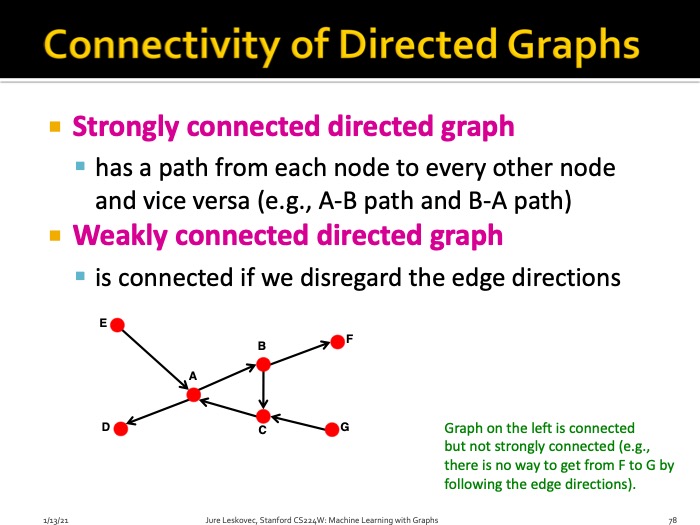 Connectivity of Directed Graphs
Strongly connected directed graph
has a path from each node to every other node
and vice versa (e.g., A-B path and B-A path)
Weakly connected directed graph
is connected if we disregard the edge directions
E
B
F
A
D
C
G
Graph on the left is connected
but not strongly connected (e.g.,
there is no way to get from F to G by
following the edge directions).
1/13/21
Jure Leskovec, Stanford CS224W: Machine Learning with Graphs
78